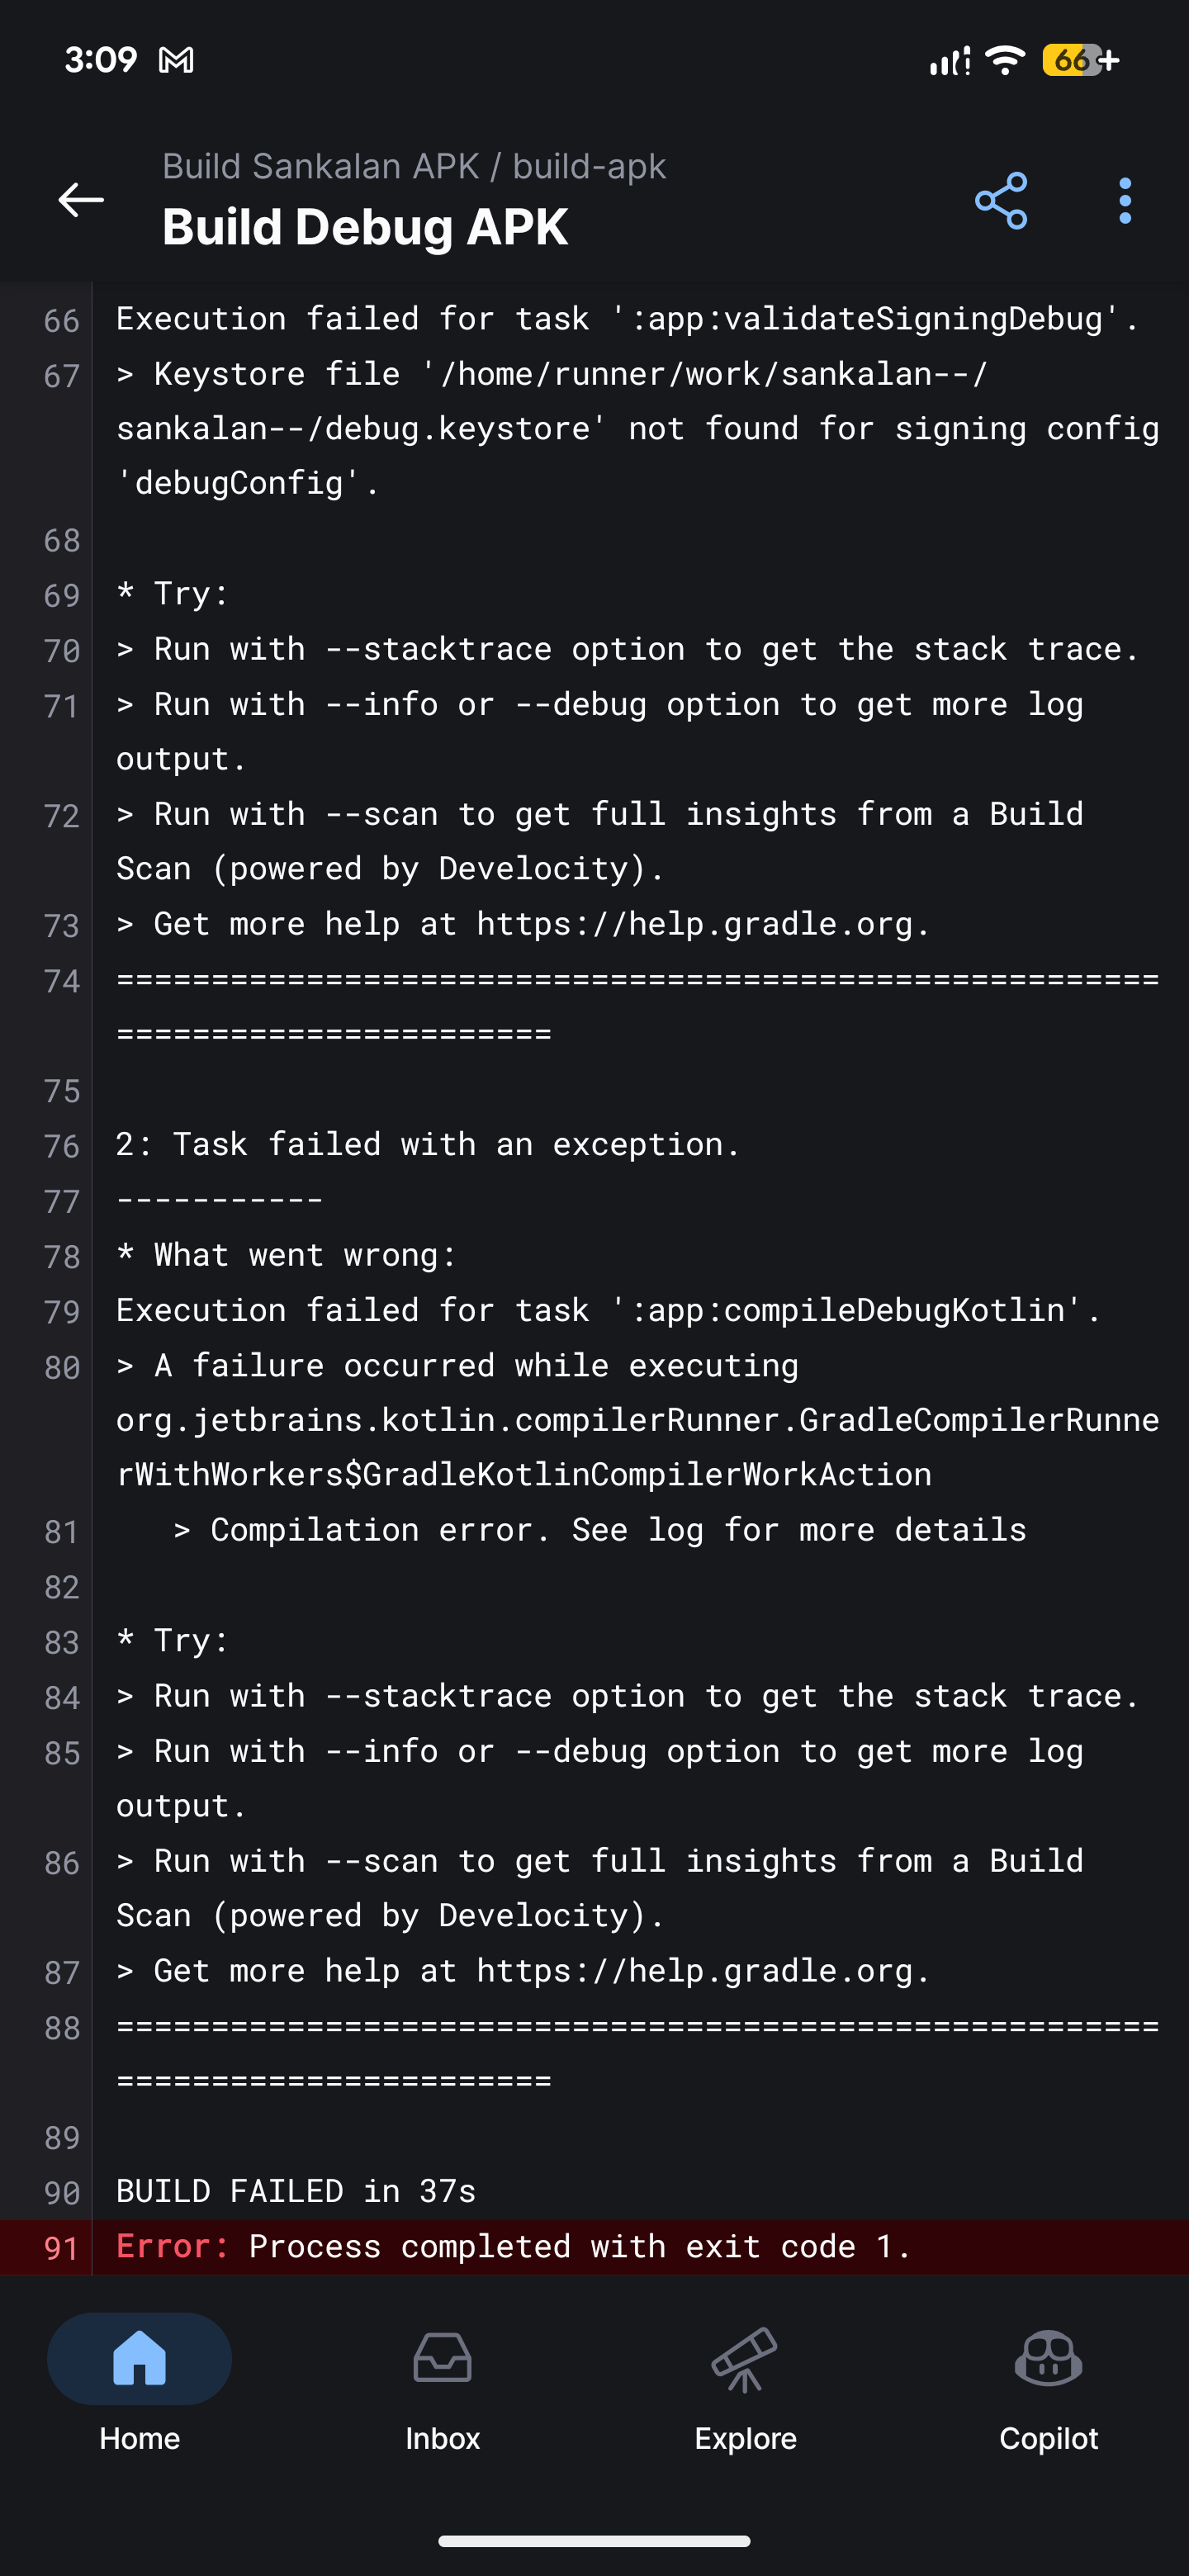 3:09
66
Build Sankalan APK / build-apk
Build Debug APK
66 Execution failed for task ':app:validateSigningDebug'.
67 > Keystore file '/home/runner/work/sankalan--/
sankalan--/debug.keystore' not found for signing config
'debugConfig'.
68
69 * Try:
70 > Run with --stacktrace option to get the stack trace.
71 > Run with --info or --debug option to get more log
output.
72 > Run with --scan to get full insights from a Build
Scan (powered by Develocity).
73 > Get more help at https://help.gradle.org.
74 =======================================================
=======================
75
76 2: Task failed with an exception.
77 -----------
78 * What went wrong:
79 Execution failed for task ':app:compileDebugKotlin'.
80 > A failure occurred while executing
org.jetbrains.kotlin.compilerRunner.GradleCompilerRunne
rWithWorkers$GradleKotlinCompilerWorkAction
81 > Compilation error. See log for more details
82
83 * Try:
84 > Run with --stacktrace option to get the stack trace.
85 > Run with --info or --debug option to get more log
output.
86 > Run with --scan to get full insights from a Build
Scan (powered by Develocity).
87 > Get more help at https://help.gradle.org.
88 =======================================================
=======================
89
90 BUILD FAILED in 37s
91 Error: Process completed with exit code 1.
Home Inbox Explore Copilot